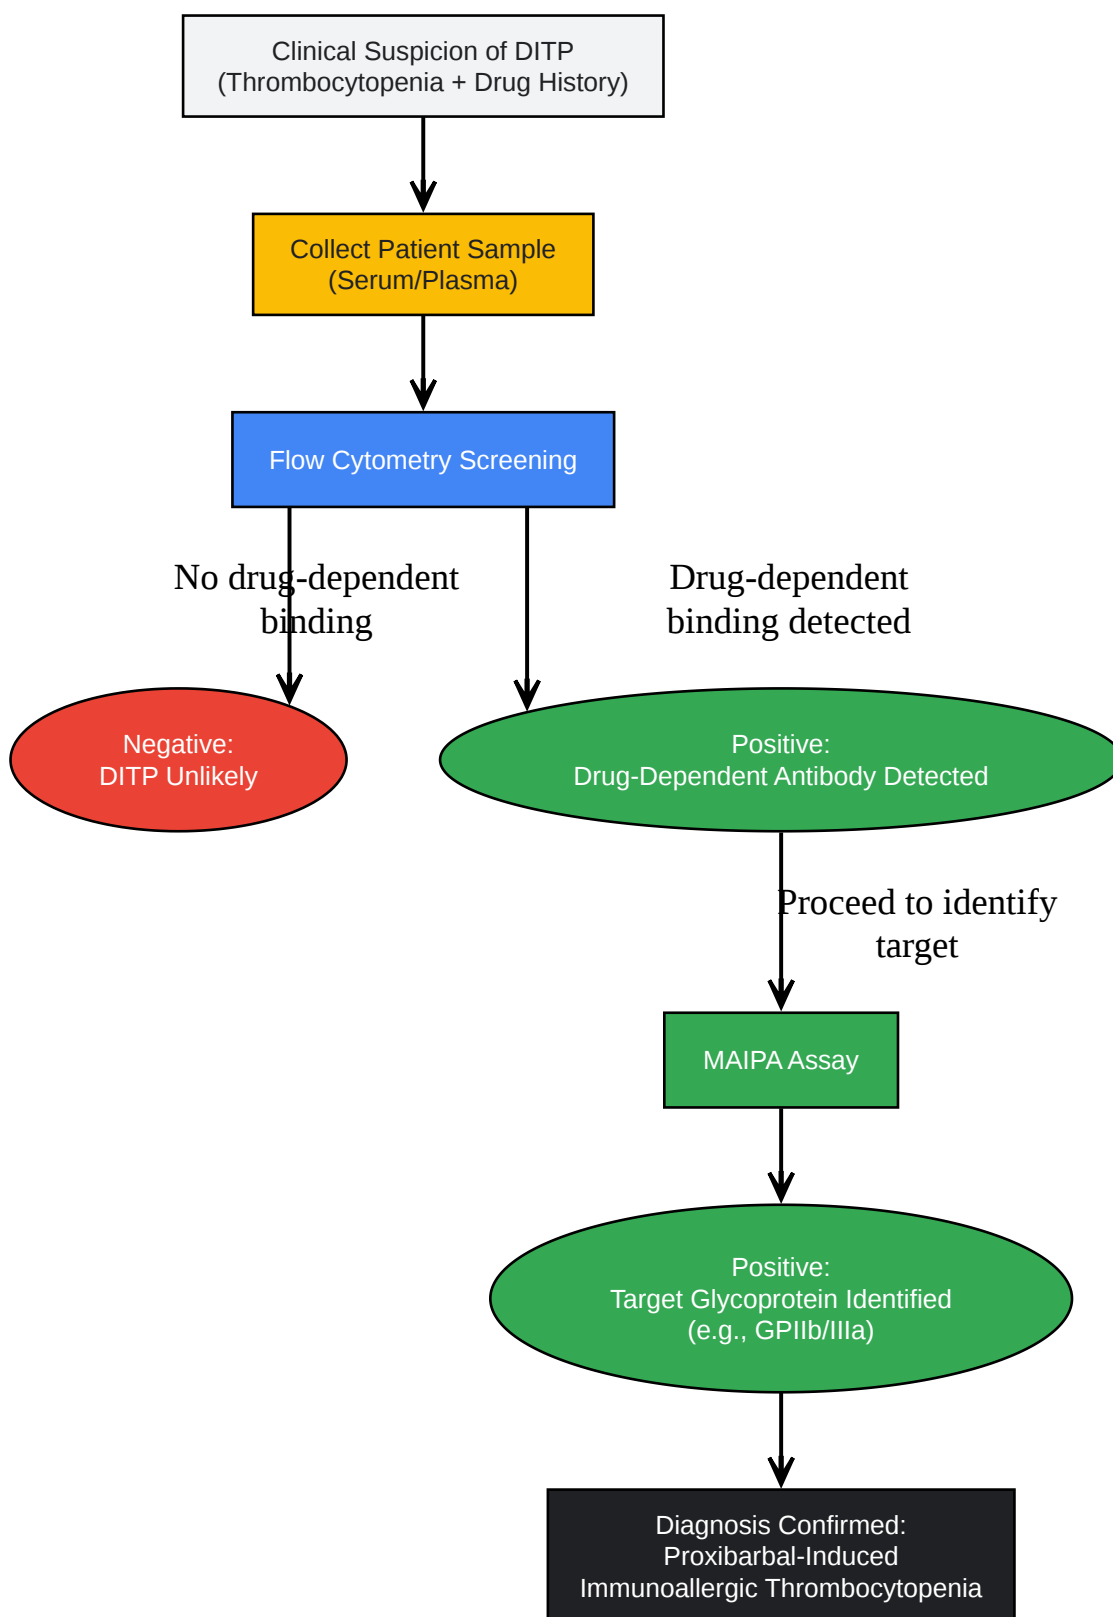 Clinical Suspicion of DITP
(Thrombocytopenia + Drug History)
Collect Patient Sample
(Serum/Plasma)
Flow Cytometry Screening
No drug-dependent
binding
Drug-dependent
binding detected
Negative:
DITP Unlikely
Positive:
Drug-Dependent Antibody Detected
Proceed to identify
target
MAIPA Assay
Positive:
Target Glycoprotein Identified
(e.g., GPIIb/IIIa)
Diagnosis Confirmed:
Proxibarbal-Induced
Immunoallergic Thrombocytopenia